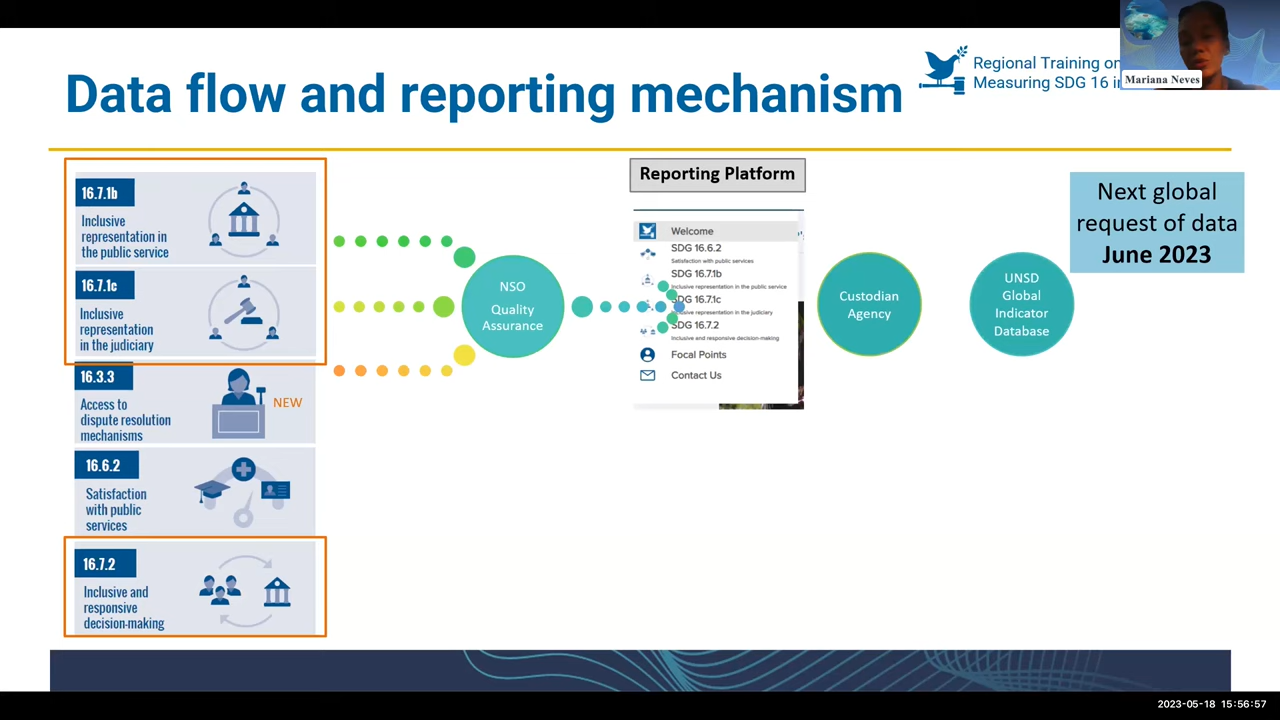 Data flow and reporting mechanism
Regional Training on
Measuring SDG 16 in
Mariana Neves
16.7.1b
Inclusive
representation in
the public service
16.7.1c
Inclusive
representation
in the judiciary
16.3.3
Access to
dispute resolution
mechanisms
NEW
16.6.2
Satisfaction
with public
services
16.7.2
Inclusive and
responsive
decision-making
NSO
Quality
Assurance
Reporting Platform
Welcome
SDG 16.6.2
Satisfaction with public services
SDG 16.7.1b
Inclusive representation in the public service
SDG 16.7.1c
Inclusive representation in the judiciary
SDG 16.7.2
Inclusive and responsive decision-making
Focal Points
Contact Us
Custodian
Agency
UNSD
Global
Indicator
Database
Next global
request of data
June 2023
2023-05-18 15:56:57